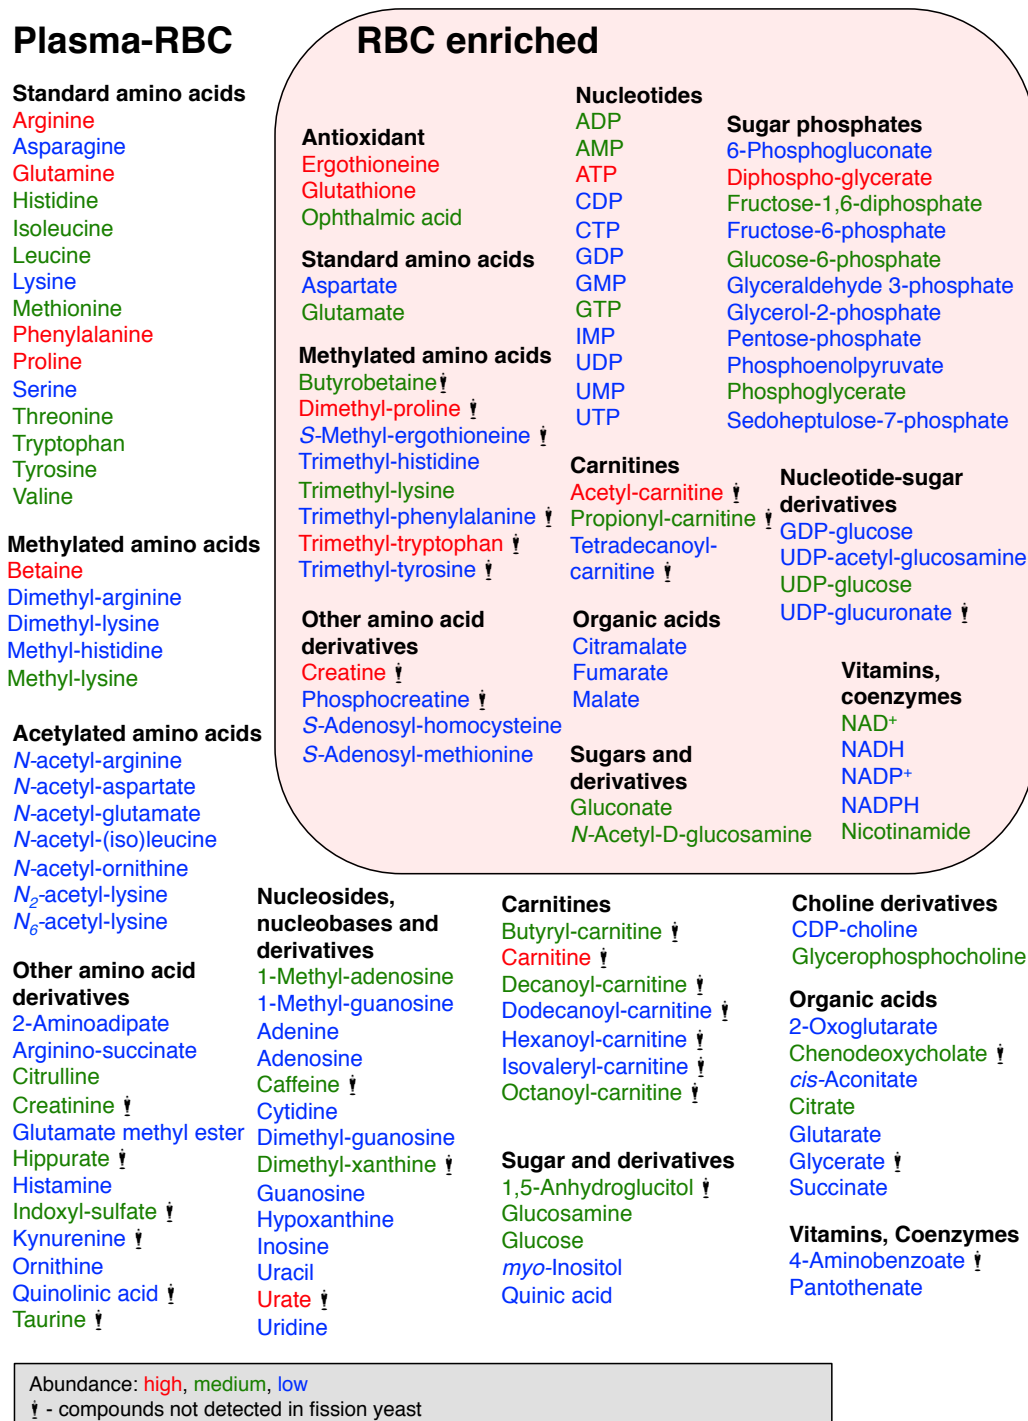 Plasma-RBC
Standard amino acids
Arginine
Asparagine
Glutamine
Histidine
Isoleucine
Leucine
Lysine
Methionine
Phenylalanine
Proline
Serine
Threonine
Tryptophan
Tyrosine
Valine
Methylated amino acids
Betaine
Dimethyl-arginine
Dimethyl-lysine
Methyl-histidine
Methyl-lysine
Acetylated amino acids
N-acetyl-arginine
N-acetyl-aspartate
N-acetyl-glutamate
N-acetyl-(iso)leucine
N-acetyl-ornithine
N2-acetyl-lysine
N6-acetyl-lysine
Other amino acid
derivatives
2-Aminoadipate
Arginino-succinate
Citrulline
Creatinine
Glutamate methyl ester
Hippurate
Histamine
Indoxyl-sulfate
Kynurenine
Ornithine
Quinolinic acid
Taurine
RBC enriched
Antioxidant
Ergothioneine
Glutathione
Ophthalmic acid
Standard amino acids
Aspartate
Glutamate
Methylated amino acids
Butyrobetaine
Dimethyl-proline
S-Methyl-ergothioneine
Trimethyl-histidine
Trimethyl-lysine
Trimethyl-phenylalanine
Trimethyl-tryptophan
Trimethyl-tyrosine
Other amino acid
derivatives
Creatine
Phosphocreatine
S-Adenosyl-homocysteine
S-Adenosyl-methionine
Nucleotides
ADP
AMP
ATP
CDP
CTP
GDP
GMP
GTP
IMP
UDP
UMP
UTP
Carnitines
Acetyl-carnitine
Propionyl-carnitine
Tetradecanoyl-
carnitine
Organic acids
Citramalate
Fumarate
Malate
Sugars and
derivatives
Gluconate
N-Acetyl-D-glucosamine
Sugar phosphates
6-Phosphogluconate
Diphospho-glycerate
Fructose-1,6-diphosphate
Fructose-6-phosphate
Glucose-6-phosphate
Glyceraldehyde 3-phosphate
Glycerol-2-phosphate
Pentose-phosphate
Phosphoenolpyruvate
Phosphoglycerate
Sedoheptulose-7-phosphate
Nucleotide-sugar
derivatives
GDP-glucose
UDP-acetyl-glucosamine
UDP-glucose
UDP-glucuronate
Vitamins,
coenzymes
NAD+
NADH
NADP+
NADPH
Nicotinamide
Nucleosides,
nucleobases and
derivatives
1-Methyl-adenosine
1-Methyl-guanosine
Adenine
Adenosine
Caffeine
Cytidine
Dimethyl-guanosine
Dimethyl-xanthine
Guanosine
Hypoxanthine
Inosine
Uracil
Urate
Uridine
Carnitines
Butyryl-carnitine
Carnitine
Decanoyl-carnitine
Dodecanoyl-carnitine
Hexanoyl-carnitine
Isovaleryl-carnitine
Octanoyl-carnitine
Sugar and derivatives
1,5-Anhydroglucitol
Glucosamine
Glucose
myo-Inositol
Quinic acid
Choline derivatives
CDP-choline
Glycerophosphocholine
Organic acids
2-Oxoglutarate
Chenodeoxycholate
cis-Aconitate
Citrate
Glutarate
Glycerate
Succinate
Vitamins, Coenzymes
4-Aminobenzoate
Pantothenate
Abundance: high, medium, low
- compounds not detected in fission yeast